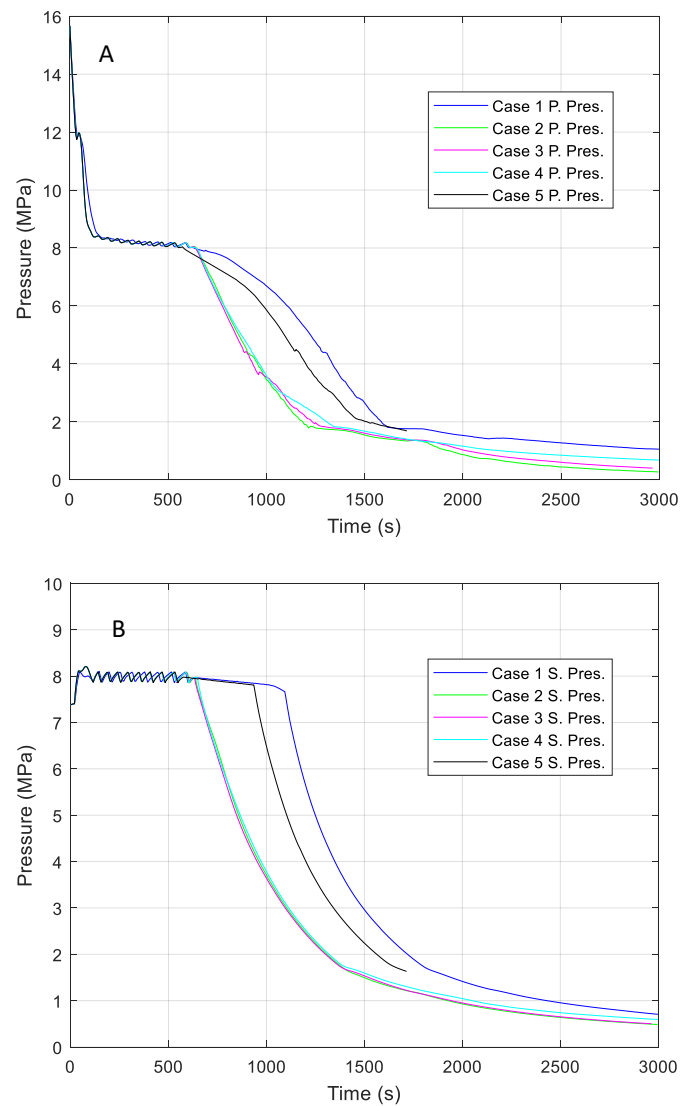 16
A
14
Case 1 P. Pres.
Case 2 P. Pres.
12
Case 3 P. Pres.
Case 4 P. Pres.
Case 5 P. Pres.
10
Pressure (MPa)
8
6
4
2
0
0 500 1000 1500 2000 2500 3000
Time (s)
10
B
9
Case 1 S. Pres.
8
Case 2 S. Pres.
Case 3 S. Pres.
7
Case 4 S. Pres.
Case 5 S. Pres.
6
Pressure (MPa)
5
4
3
2
1
0
0 500 1000 1500 2000 2500 3000
Time (s)